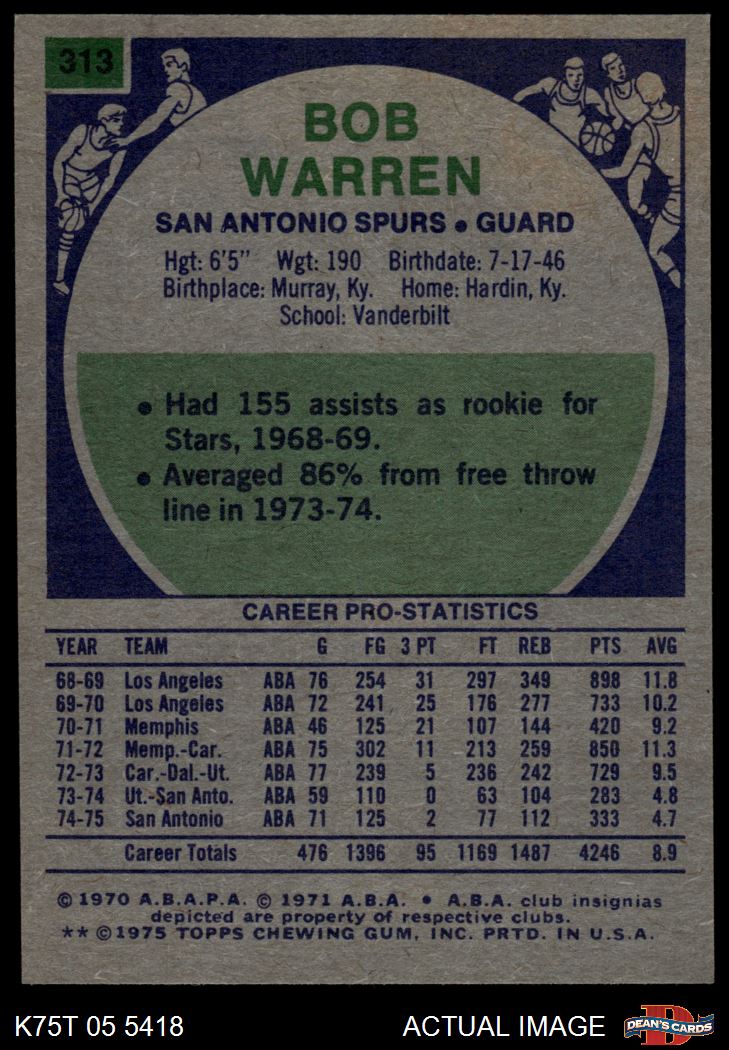 313
BOB
WARREN
SAN ANTONIO SPURS • GUARD
Hgt: 6'5" Wgt: 190 Birthdate: 7-17-46
Birthplace: Murray, Ky. Home: Hardin, Ky.
School: Vanderbilt
• Had 155 assists as rookie for
Stars, 1968-69.
• Averaged 86% from free throw
line in 1973-74.
CAREER PRO-STATISTICS
YEAR TEAM G FG 3 PT FT REB PTS AVG
68-69 Los Angeles ABA 76 254 31 297 349 898 11.8
69-70 Los Angeles ABA 72 241 25 176 277 733 10.2
70-71 Memphis ABA 46 125 21 107 144 420 9.2
71-72 Memp.-Car. ABA 75 302 11 213 259 850 11.3
72-73 Car.-Dal.-Ut. ABA 77 239 5 236 242 729 9.5
73-74 Ut.-San Anto. ABA 59 110 0 63 104 283 4.8
74-75 San Antonio ABA 71 125 2 77 112 333 4.7
Career Totals 476 1396 95 1169 1487 4246 8.9
© 1970 A.B.A.P.A. © 1971 A.B.A. • A.B.A. club insignias
depicted are property of respective clubs.
** © 1975 TOPPS CHEWING GUM, INC. PRTD. IN U.S.A.
K75T 05 5418 ACTUAL IMAGE
D
DEAN'S CARDS